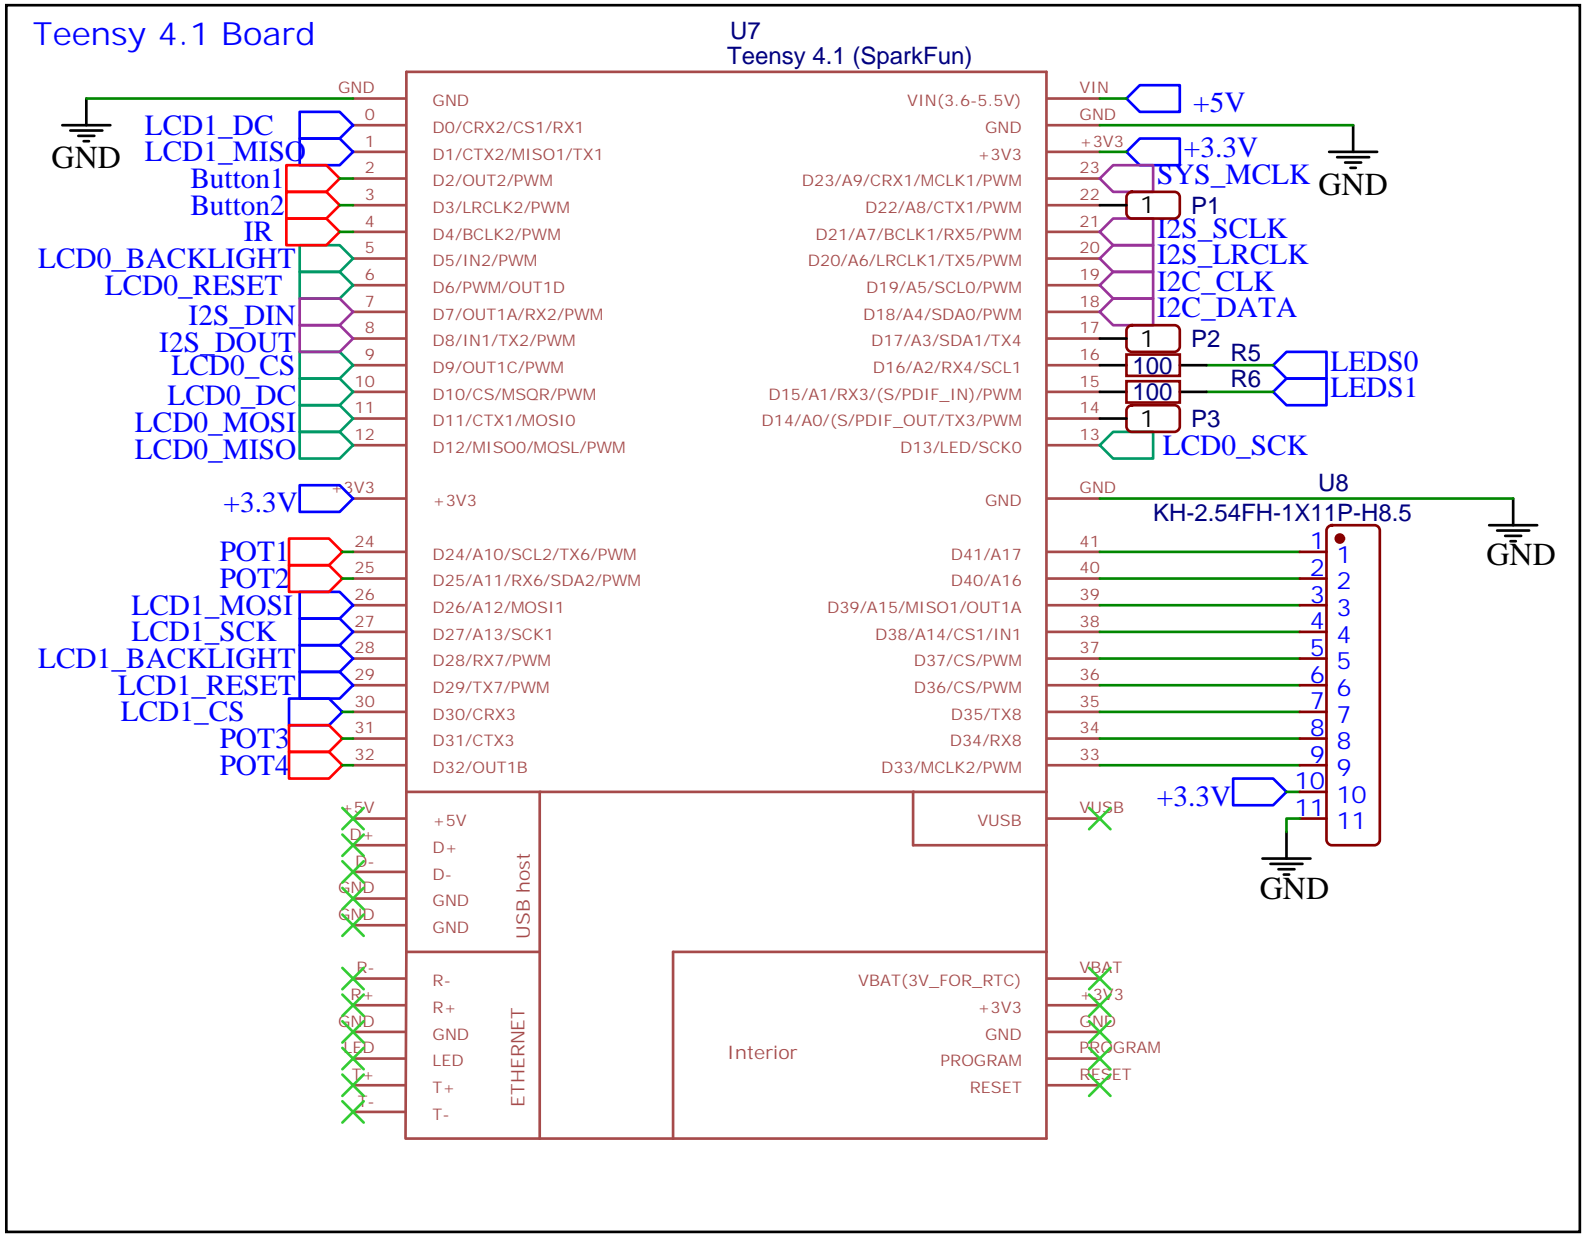 Teensy 4.1 Board
U7
Teensy 4.1 (SparkFun)
GND
GND
GND
LCD1_DC 0 D0/CRX2/CS1/RX1
LCD1_MISO 1 D1/CTX2/MISO1/TX1
Button1 2 D2/OUT2/PWM
Button2 3 D3/LRCLK2/PWM
IR 4 D4/BCLK2/PWM
LCD0_BACKLIGHT 5 D5/IN2/PWM
LCD0_RESET 6 D6/PWM/OUT1D
I2S_DIN 7 D7/OUT1A/RX2/PWM
I2S_DOUT 8 D8/IN1/TX2/PWM
LCD0_CS 9 D9/OUT1C/PWM
LCD0_DC 10 D10/CS/MSQR/PWM
LCD0_MOSI 11 D11/CTX1/MOSI0
LCD0_MISO 12 D12/MISO0/MQSL/PWM
+3.3V +3V3 +3V3
POT1 24 D24/A10/SCL2/TX6/PWM
POT2 25 D25/A11/RX6/SDA2/PWM
LCD1_MOSI 26 D26/A12/MOSI1
LCD1_SCK 27 D27/A13/SCK1
LCD1_BACKLIGHT 28 D28/RX7/PWM
LCD1_RESET 29 D29/TX7/PWM
LCD1_CS 30 D30/CRX3
POT3 31 D31/CTX3
POT4 32 D32/OUT1B
+5V +5V
D+ D+
D- D-
GND GND
GND GND
USB host
R- R-
R+ R+
GND GND
LED LED
T+ T+
T- T-
ETHERNET
VIN(3.6-5.5V) VIN +5V
GND GND
GND
+3V3 +3V3 +3.3V
D23/A9/CRX1/MCLK1/PWM 23 SYS_MCLK
D22/A8/CTX1/PWM 22 1 P1
D21/A7/BCLK1/RX5/PWM 21 I2S_SCLK
D20/A6/LRCLK1/TX5/PWM 20 I2S_LRCLK
D19/A5/SCL0/PWM 19 I2C_CLK
D18/A4/SDA0/PWM 18 I2C_DATA
D17/A3/SDA1/TX4 17 1 P2
D16/A2/RX4/SCL1 16 100 R5 LEDS0
D15/A1/RX3/(S/PDIF_IN)/PWM 15 100 R6 LEDS1
D14/A0/(S/PDIF_OUT/TX3/PWM 14 1 P3
D13/LED/SCK0 13 LCD0_SCK
GND GND
GND
U8
KH-2.54FH-1X11P-H8.5
D41/A17 41 1 1
D40/A16 40 2 2
D39/A15/MISO1/OUT1A 39 3 3
D38/A14/CS1/IN1 38 4 4
D37/CS/PWM 37 5 5
D36/CS/PWM 36 6 6
D35/TX8 35 7 7
D34/RX8 34 8 8
D33/MCLK2/PWM 33 9 9
+3.3V 10 10
11 11
GND
VUSB VUSB
Interior
VBAT(3V_FOR_RTC) VBAT
+3V3 +3V3
GND GND
PROGRAM PROGRAM
RESET RESET